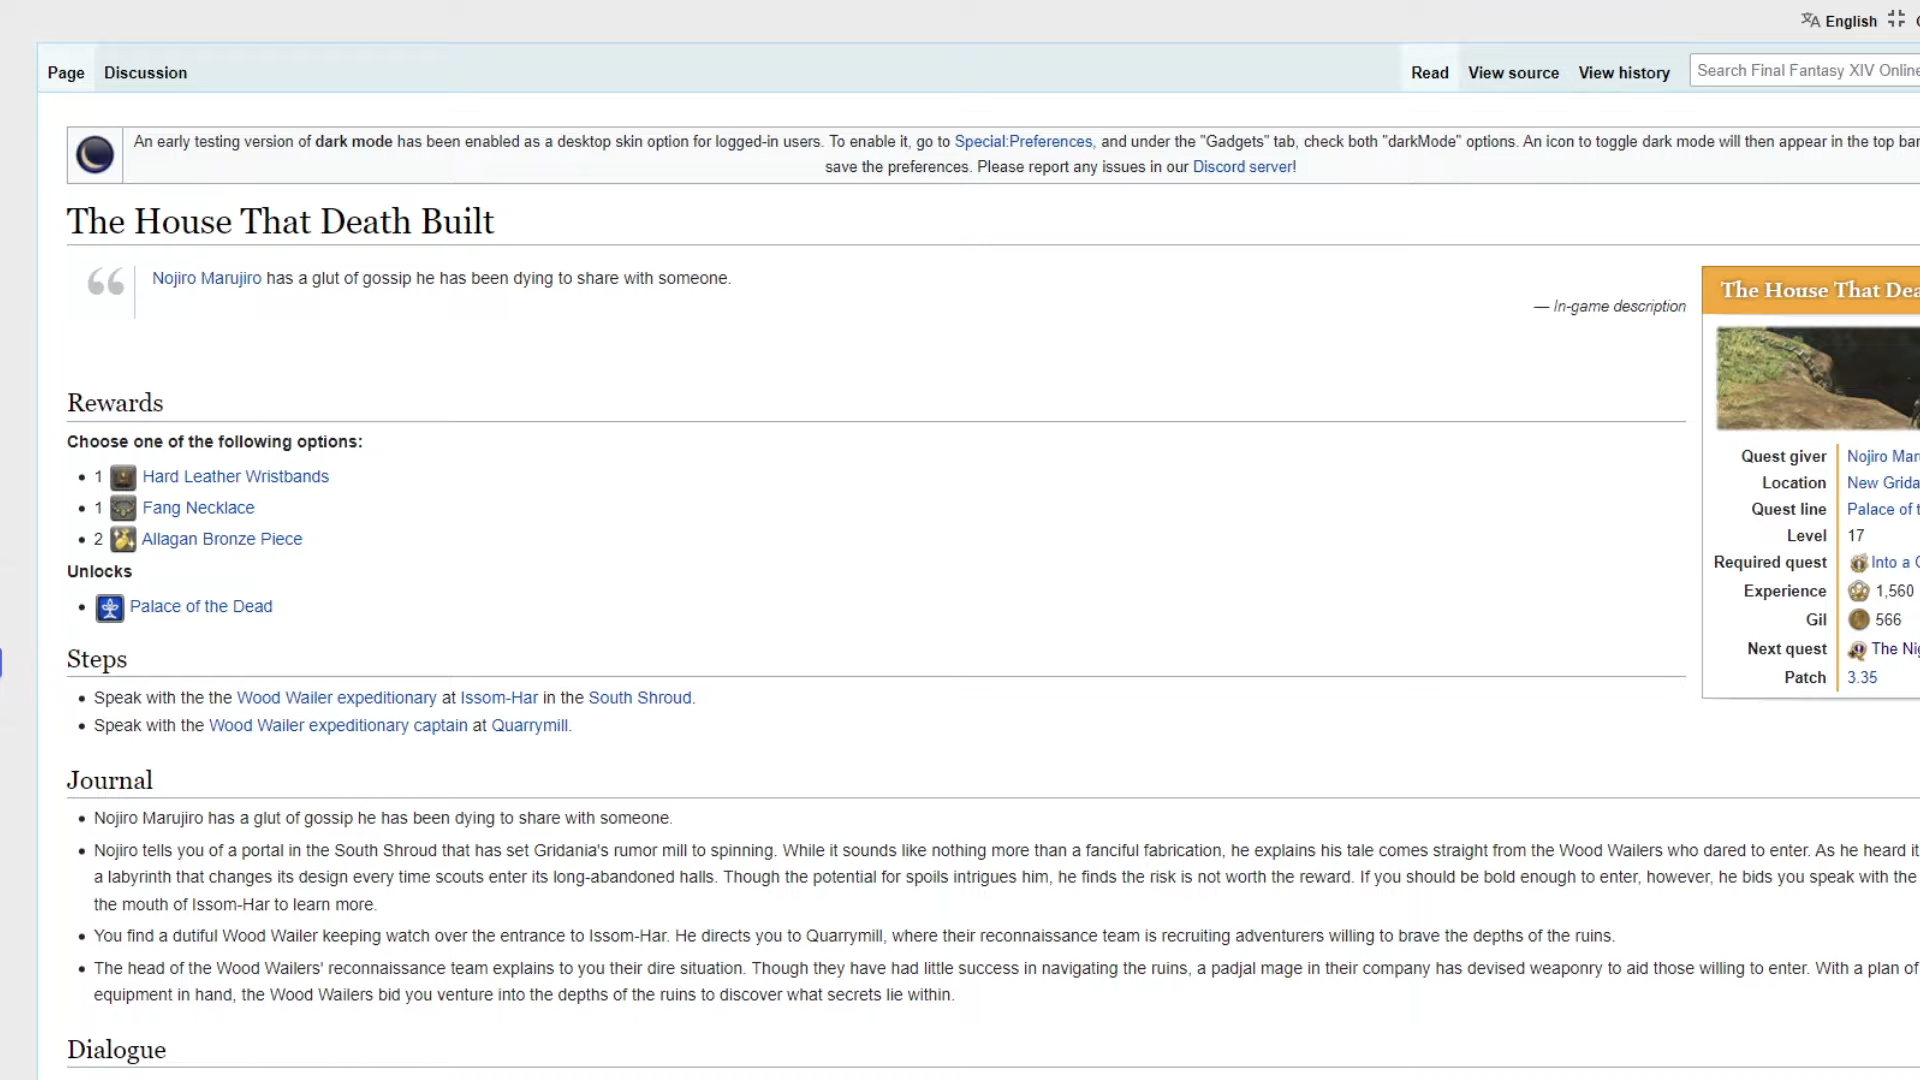 English
Page Discussion Read View source View history Search Final Fantasy XIV Online
An early testing version of dark mode has been enabled as a desktop skin option for logged-in users. To enable it, go to Special:Preferences, and under the "Gadgets" tab, check both "darkMode" options. An icon to toggle dark mode will then appear in the top bar
save the preferences. Please report any issues in our Discord server!
The House That Death Built
Nojiro Marujiro has a glut of gossip he has been dying to share with someone.
— In-game description
Rewards
Choose one of the following options:
• 1 Hard Leather Wristbands
• 1 Fang Necklace
• 2 Allagan Bronze Piece
Unlocks
• Palace of the Dead
Steps
• Speak with the the Wood Wailer expeditionary at Issom-Har in the South Shroud.
• Speak with the Wood Wailer expeditionary captain at Quarrymill.
The House That Dea
Quest giver Nojiro Mar
Location New Grida
Quest line Palace of t
Level 17
Required quest Into a C
Experience 1,560
Gil 566
Next quest The Nig
Patch 3.35
Journal
• Nojiro Marujiro has a glut of gossip he has been dying to share with someone.
• Nojiro tells you of a portal in the South Shroud that has set Gridania's rumor mill to spinning. While it sounds like nothing more than a fanciful fabrication, he explains his tale comes straight from the Wood Wailers who dared to enter. As he heard it
a labyrinth that changes its design every time scouts enter its long-abandoned halls. Though the potential for spoils intrigues him, he finds the risk is not worth the reward. If you should be bold enough to enter, however, he bids you speak with the
the mouth of Issom-Har to learn more.
• You find a dutiful Wood Wailer keeping watch over the entrance to Issom-Har. He directs you to Quarrymill, where their reconnaissance team is recruiting adventurers willing to brave the depths of the ruins.
• The head of the Wood Wailers' reconnaissance team explains to you their dire situation. Though they have had little success in navigating the ruins, a padjal mage in their company has devised weaponry to aid those willing to enter. With a plan of
equipment in hand, the Wood Wailers bid you venture into the depths of the ruins to discover what secrets lie within.
Dialogue